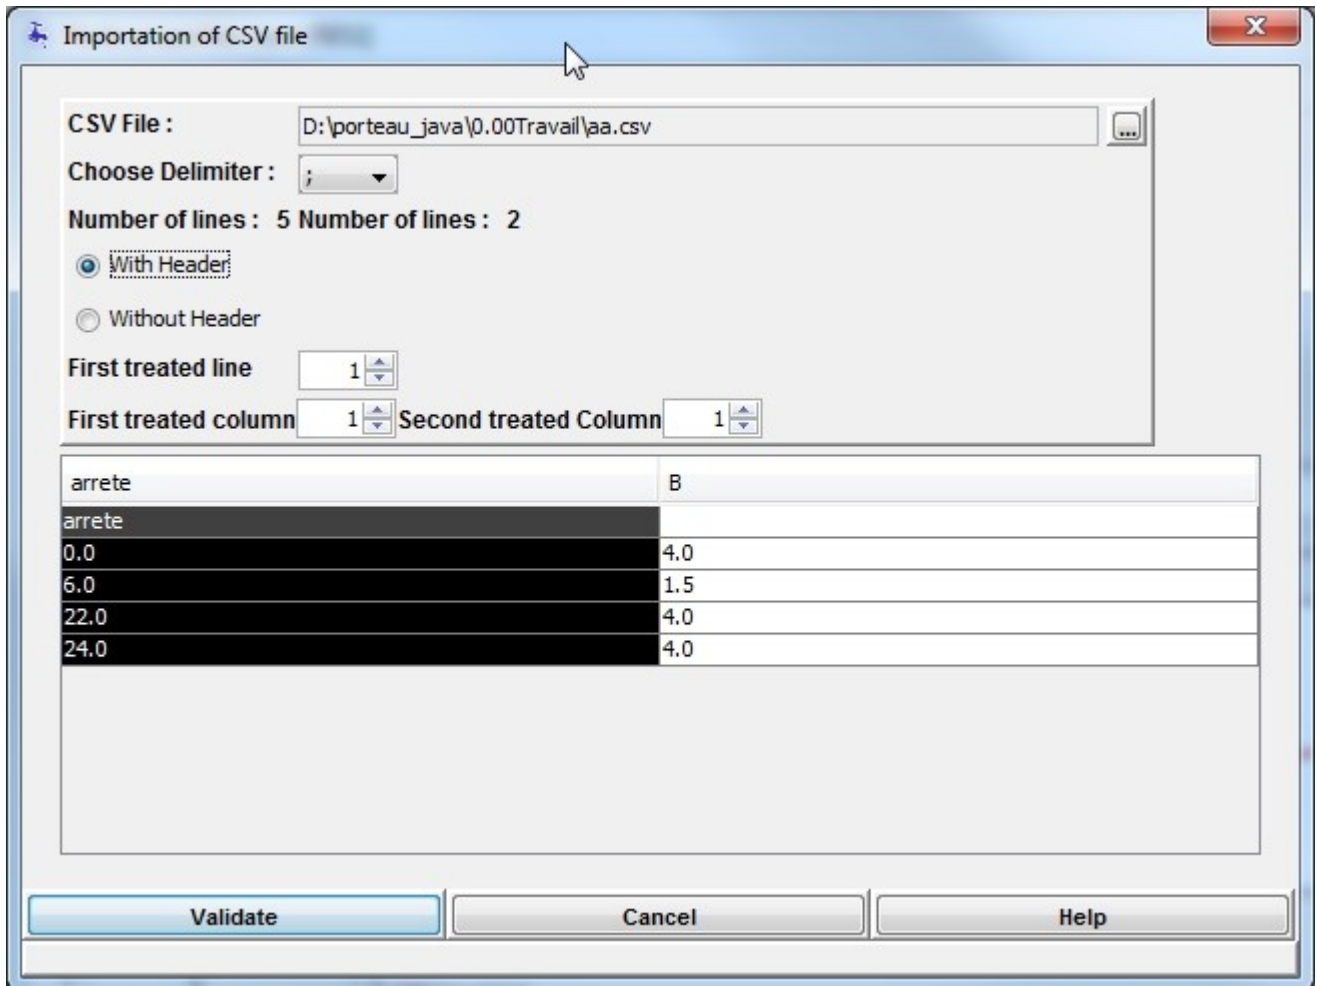 Importation of CSV file
CSV File :
D:\porteau_java\0.00Travail\aa.csv
...
Choose Delimiter :
;
Number of lines : 5 Number of lines : 2
With Header
Without Header
First treated line 1
First treated column 1 Second treated Column 1
arrete B
arrete
0.0 4.0
6.0 1.5
22.0 4.0
24.0 4.0
Validate Cancel Help